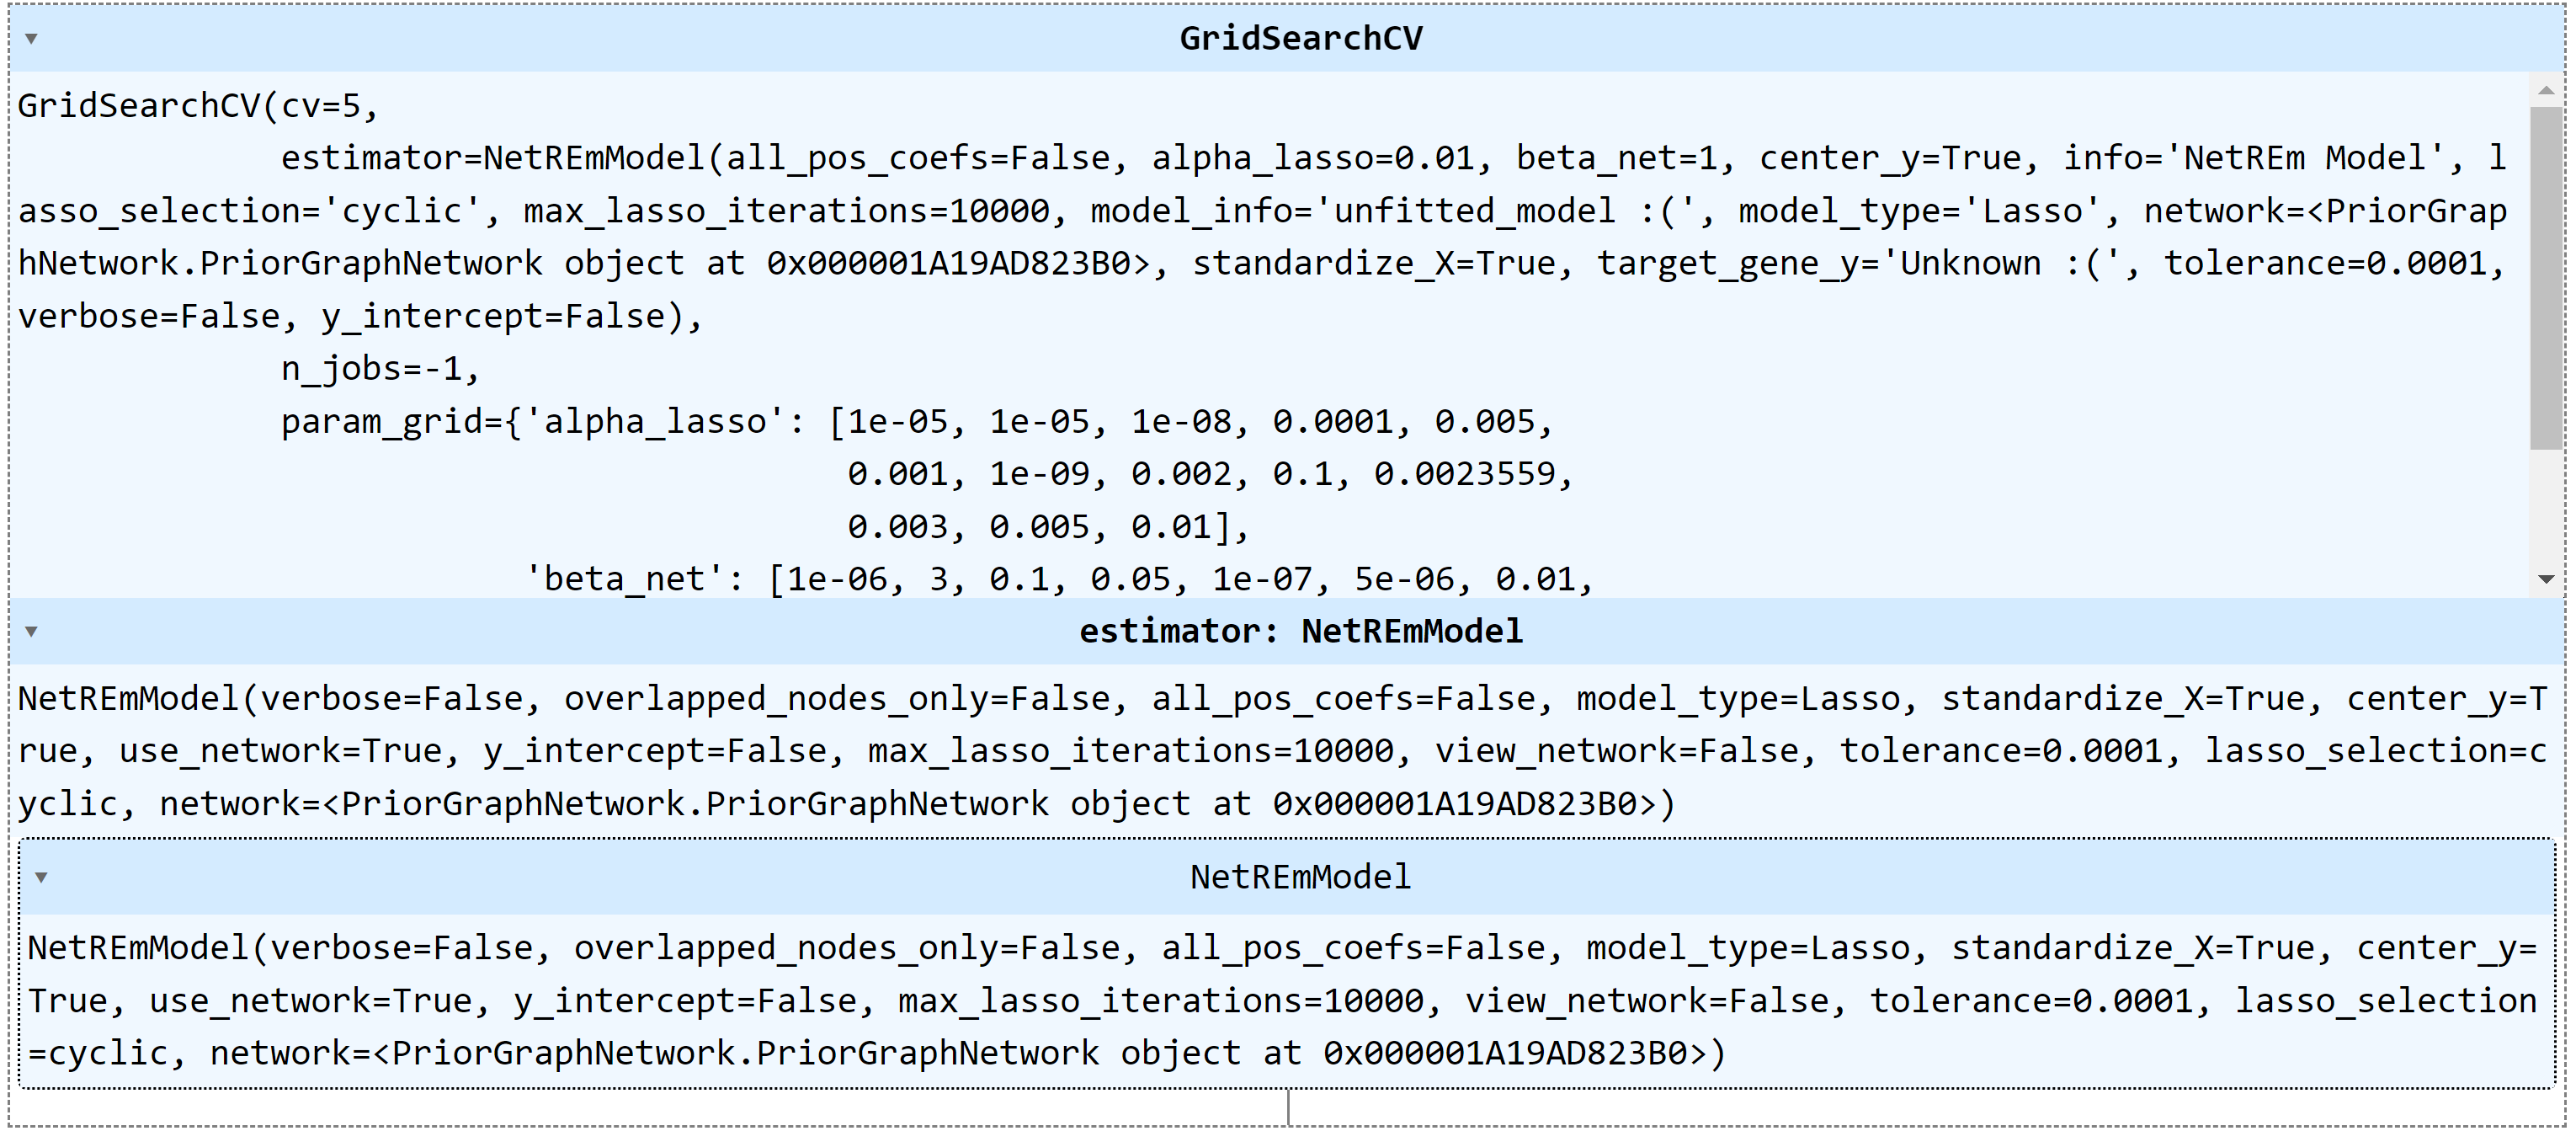 GridSearchCV
GridSearchCV(cv=5,
estimator=NetREmModel(all_pos_coefs=False, alpha_lasso=0.01, beta_net=1, center_y=True, info='NetREm Model', l
asso_selection='cyclic', max_lasso_iterations=10000, model_info='unfitted_model :(', model_type='Lasso', network=<PriorGrap
hNetwork.PriorGraphNetwork object at 0x000001A19AD823B0>, standardize_X=True, target_gene_y='Unknown :(', tolerance=0.0001,
verbose=False, y_intercept=False),
n_jobs=-1,
param_grid={'alpha_lasso': [1e-05, 1e-05, 1e-08, 0.0001, 0.005,
0.001, 1e-09, 0.002, 0.1, 0.0023559,
0.003, 0.005, 0.01],
'beta_net': [1e-06, 3, 0.1, 0.05, 1e-07, 5e-06, 0.01,
estimator: NetREmModel
NetREmModel(verbose=False, overlapped_nodes_only=False, all_pos_coefs=False, model_type=Lasso, standardize_X=True, center_y=T
rue, use_network=True, y_intercept=False, max_lasso_iterations=10000, view_network=False, tolerance=0.0001, lasso_selection=c
yclic, network=<PriorGraphNetwork.PriorGraphNetwork object at 0x000001A19AD823B0>)
NetREmModel
NetREmModel(verbose=False, overlapped_nodes_only=False, all_pos_coefs=False, model_type=Lasso, standardize_X=True, center_y=
True, use_network=True, y_intercept=False, max_lasso_iterations=10000, view_network=False, tolerance=0.0001, lasso_selection
=cyclic, network=<PriorGraphNetwork.PriorGraphNetwork object at 0x000001A19AD823B0>)